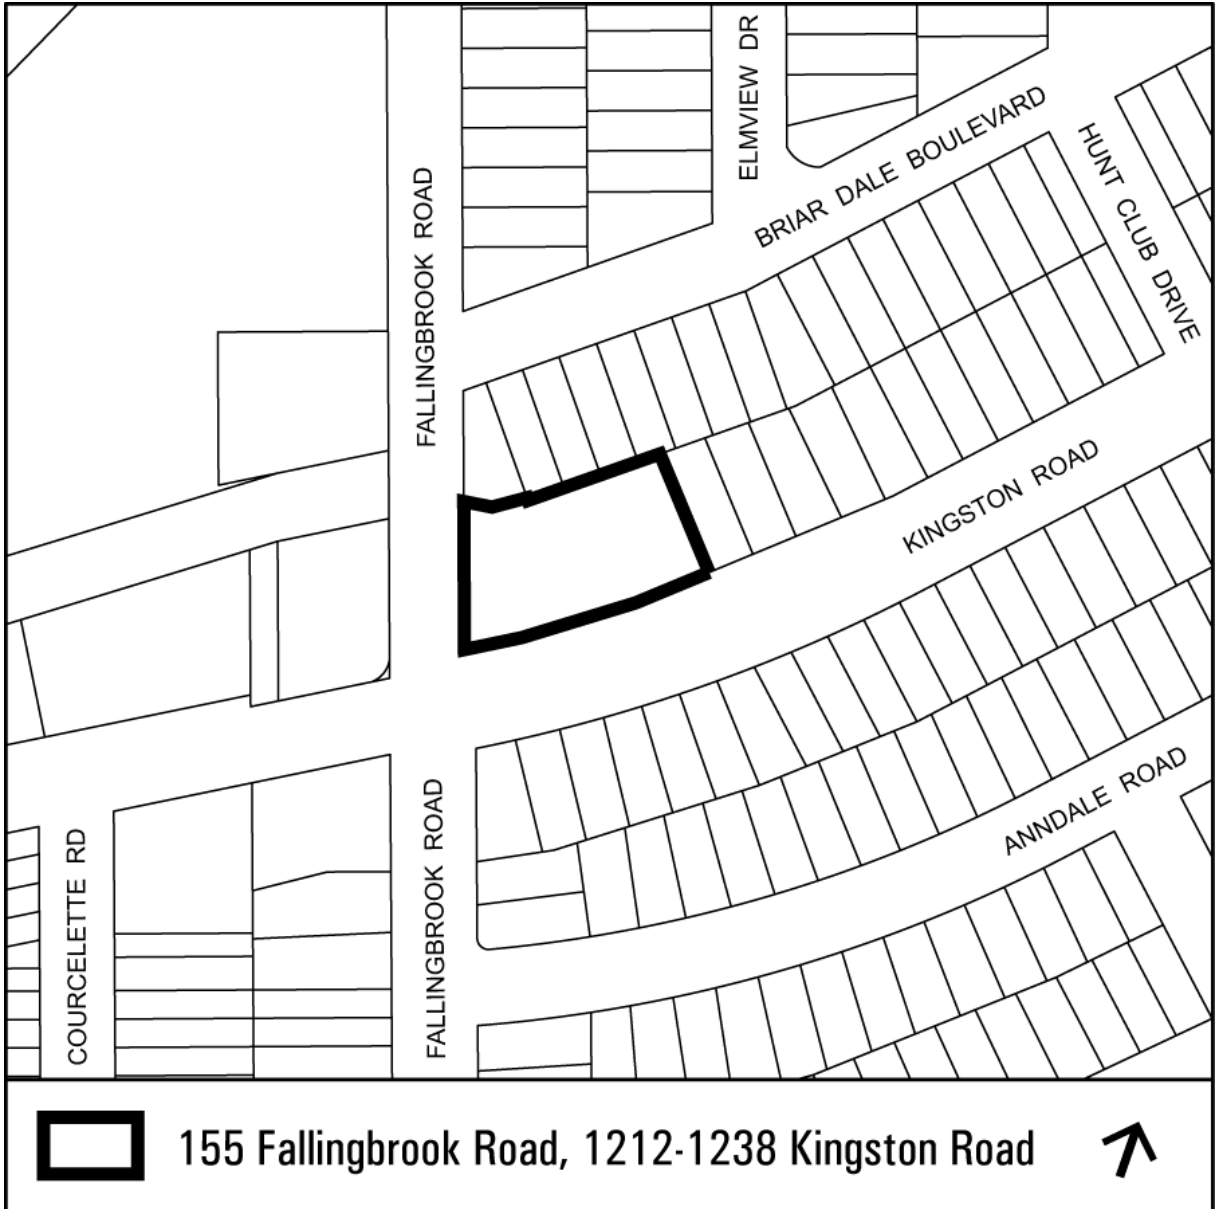 ELMVIEW DR
BRIAR DALE BOULEVARD
HUNT CLUB DRIVE
FALLINGBROOK ROAD
KINGSTON ROAD
ANNDALE ROAD
COURCELETTE RD
FALLINGBROOK ROAD
155 Fallingbrook Road, 1212-1238 Kingston Road